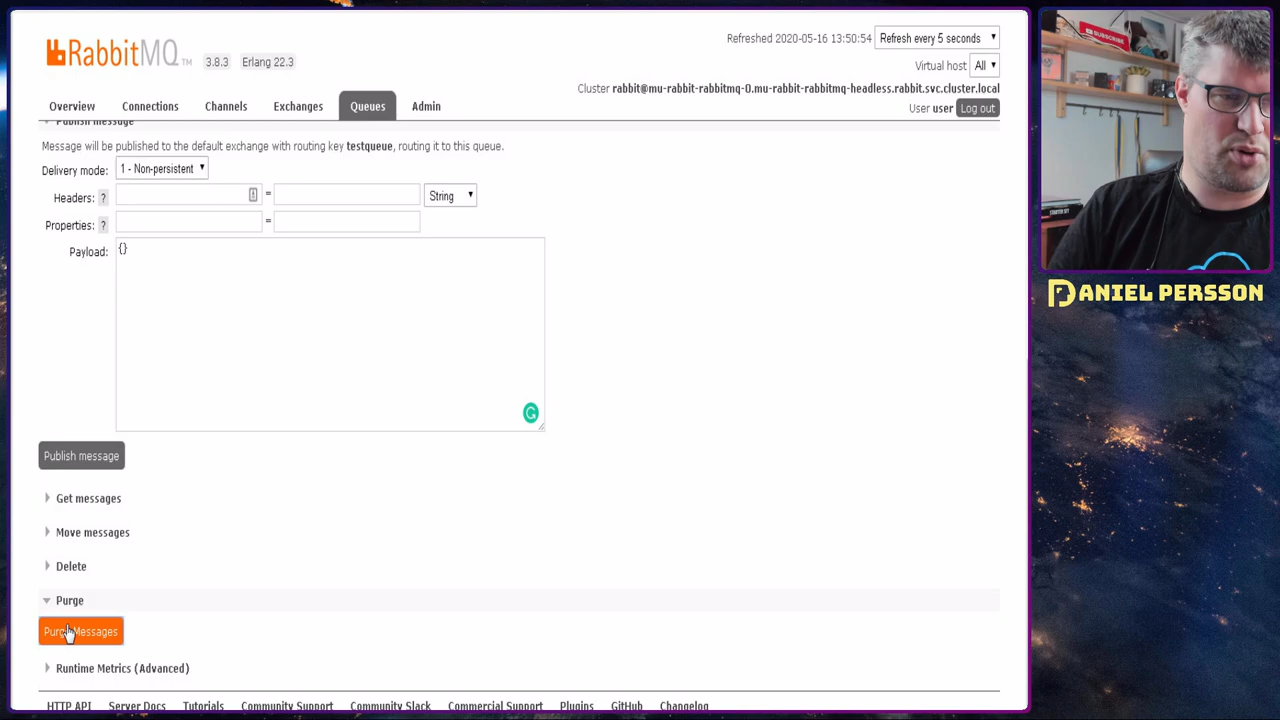 RabbitMQ TM 3.8.3 Erlang 22.3
Refreshed 2020-05-16 13:50:54 Refresh every 5 seconds
Virtual host All
Cluster rabbit@mu-rabbit-rabbitmq-0.mu-rabbit-rabbitmq-headless.rabbit.svc.cluster.local
User user Log out
Overview Connections Channels Exchanges Queues Admin
Publish message
Message will be published to the default exchange with routing key testqueue, routing it to this queue.
Delivery mode: 1 - Non-persistent
Headers: ? = String
Properties: ? =
Payload: {}
Publish message
Get messages
Move messages
Delete
Purge
Purge Messages
Runtime Metrics (Advanced)
HTTP API Server Docs Tutorials Community Support Community Slack Commercial Support Plugins GitHub Changelog
SUBSCRIBE
STARTER KIT
DANIEL PERSSON